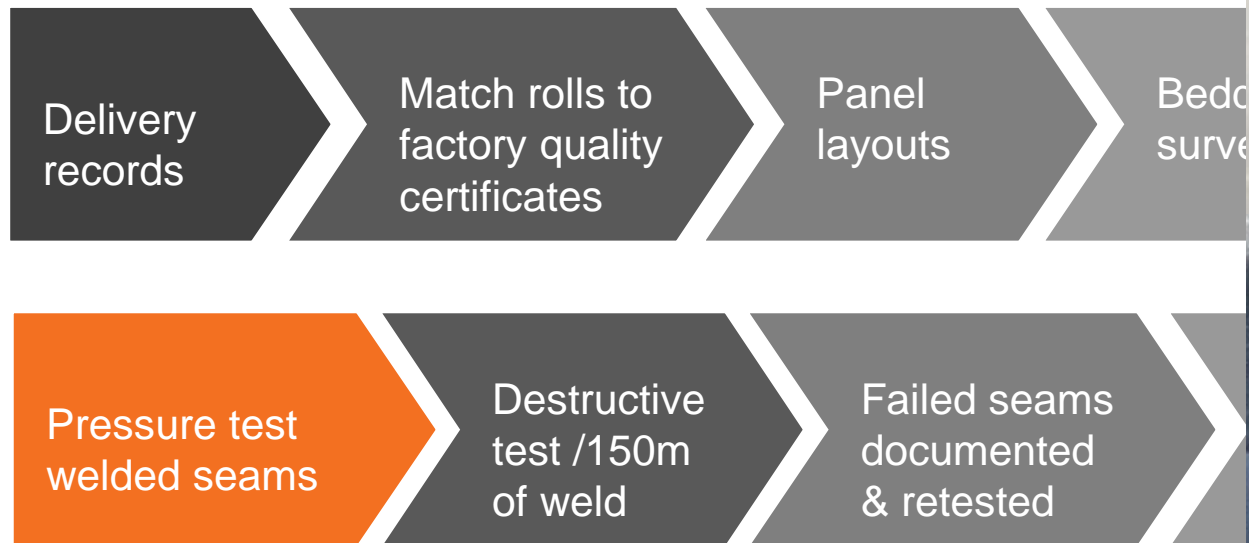 Delivery
records
Match rolls to
factory quality
certificates
Panel
layouts
Pressure test
welded seams
Destructive
test /150m
of weld
Failed seams
documented
& retested